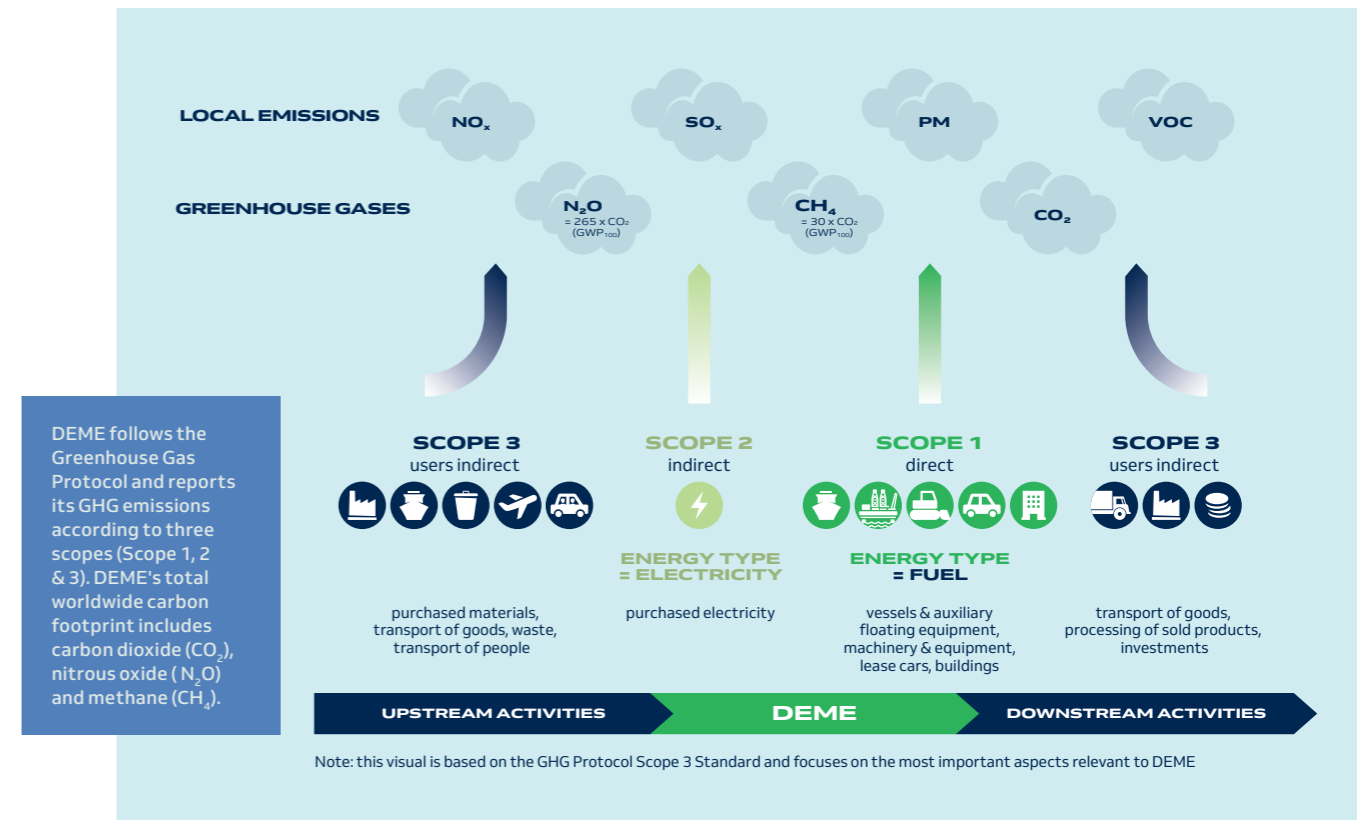 LOCAL EMISSIONS
NOₓ
SOₓ
PM
VOC
GREENHOUSE GASES
N₂O
= 265 x CO₂
(GWP₁₀₀)
CH₄
= 30 x CO₂
(GWP₁₀₀)
CO₂
DEME follows the
Greenhouse Gas
Protocol and reports
its GHG emissions
according to three
scopes (Scope 1, 2
& 3). DEME's total
worldwide carbon
footprint includes
carbon dioxide (CO₂),
nitrous oxide ( N₂O)
and methane (CH₄).
SCOPE 3
users indirect
purchased materials,
transport of goods, waste,
transport of people
SCOPE 2
indirect
ENERGY TYPE
= ELECTRICITY
purchased electricity
SCOPE 1
direct
ENERGY TYPE
= FUEL
vessels & auxiliary
floating equipment,
machinery & equipment,
lease cars, buildings
SCOPE 3
users indirect
transport of goods,
processing of sold products,
investments
UPSTREAM ACTIVITIES
DEME
DOWNSTREAM ACTIVITIES
Note: this visual is based on the GHG Protocol Scope 3 Standard and focuses on the most important aspects relevant to DEME